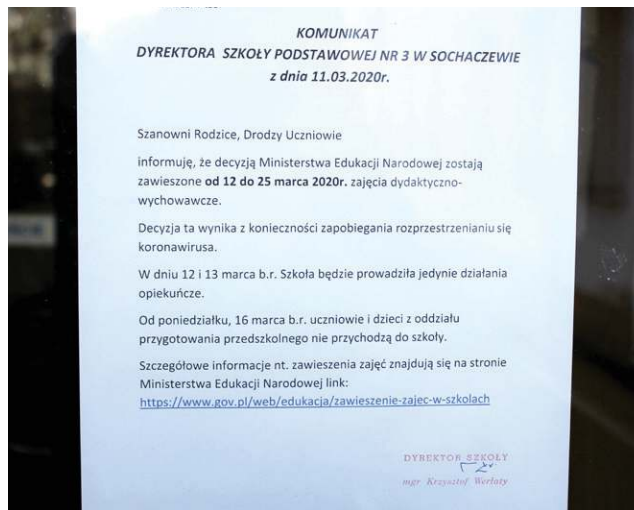 KOMUNIKAT
DYREKTORA SZKOŁY PODSTAWOWEJ NR 3 W SOCHACZEWIE
z dnia 11.03.2020r.
Szanowni Rodzice, Drodzy Uczniowie
informuję, że decyzją Ministerstwa Edukacji Narodowej zostają
zawieszone od 12 do 25 marca 2020r. zajęcia dydaktyczno-
wychowawcze.
Decyzja ta wynika z konieczności zapobiegania rozprzestrzenianiu się
koronawirusa.
W dniu 12 i 13 marca b.r. Szkoła będzie prowadziła jedynie działania
opiekuńcze.
Od poniedziałku, 16 marca b.r. uczniowie i dzieci z oddziału
przygotowania przedszkolnego nie przychodzą do szkoły.
Szczegółowe informacje nt. zawieszenia zajęć znajdują się na stronie
Ministerstwa Edukacji Narodowej link:
https://www.gov.pl/web/edukacja/zawieszenie-zajec-w-szkolach
DYREKTOR SZKOŁY
mgr Krzysztof Werłaty